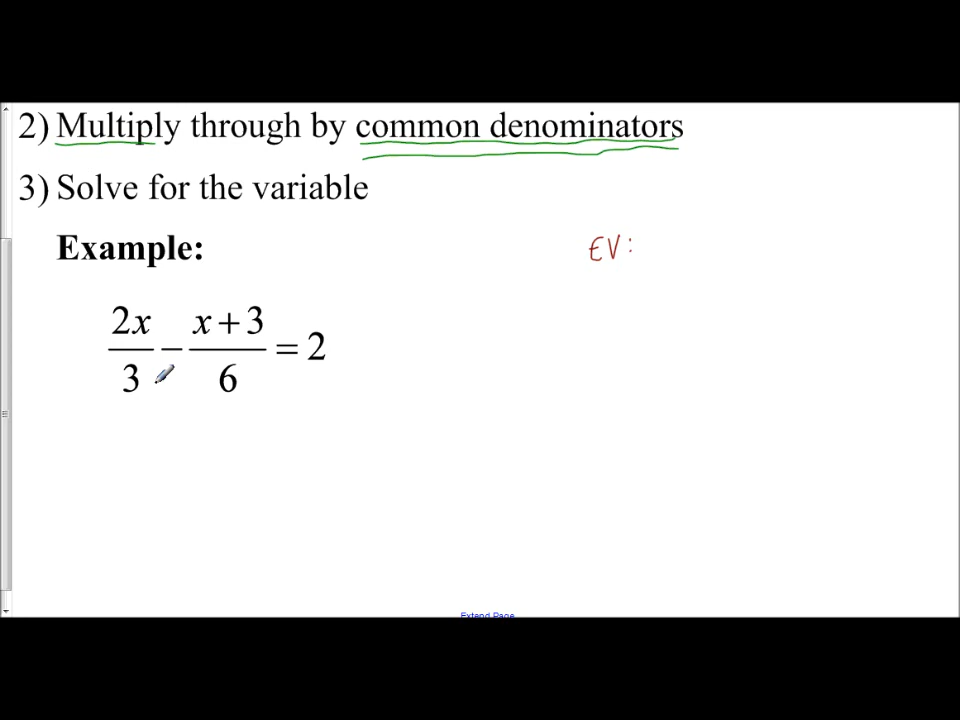 2) Multiply through by common denominators
3) Solve for the variable
Example:
EV:
2x/3 − (x + 3)/6 = 2
Extend Page